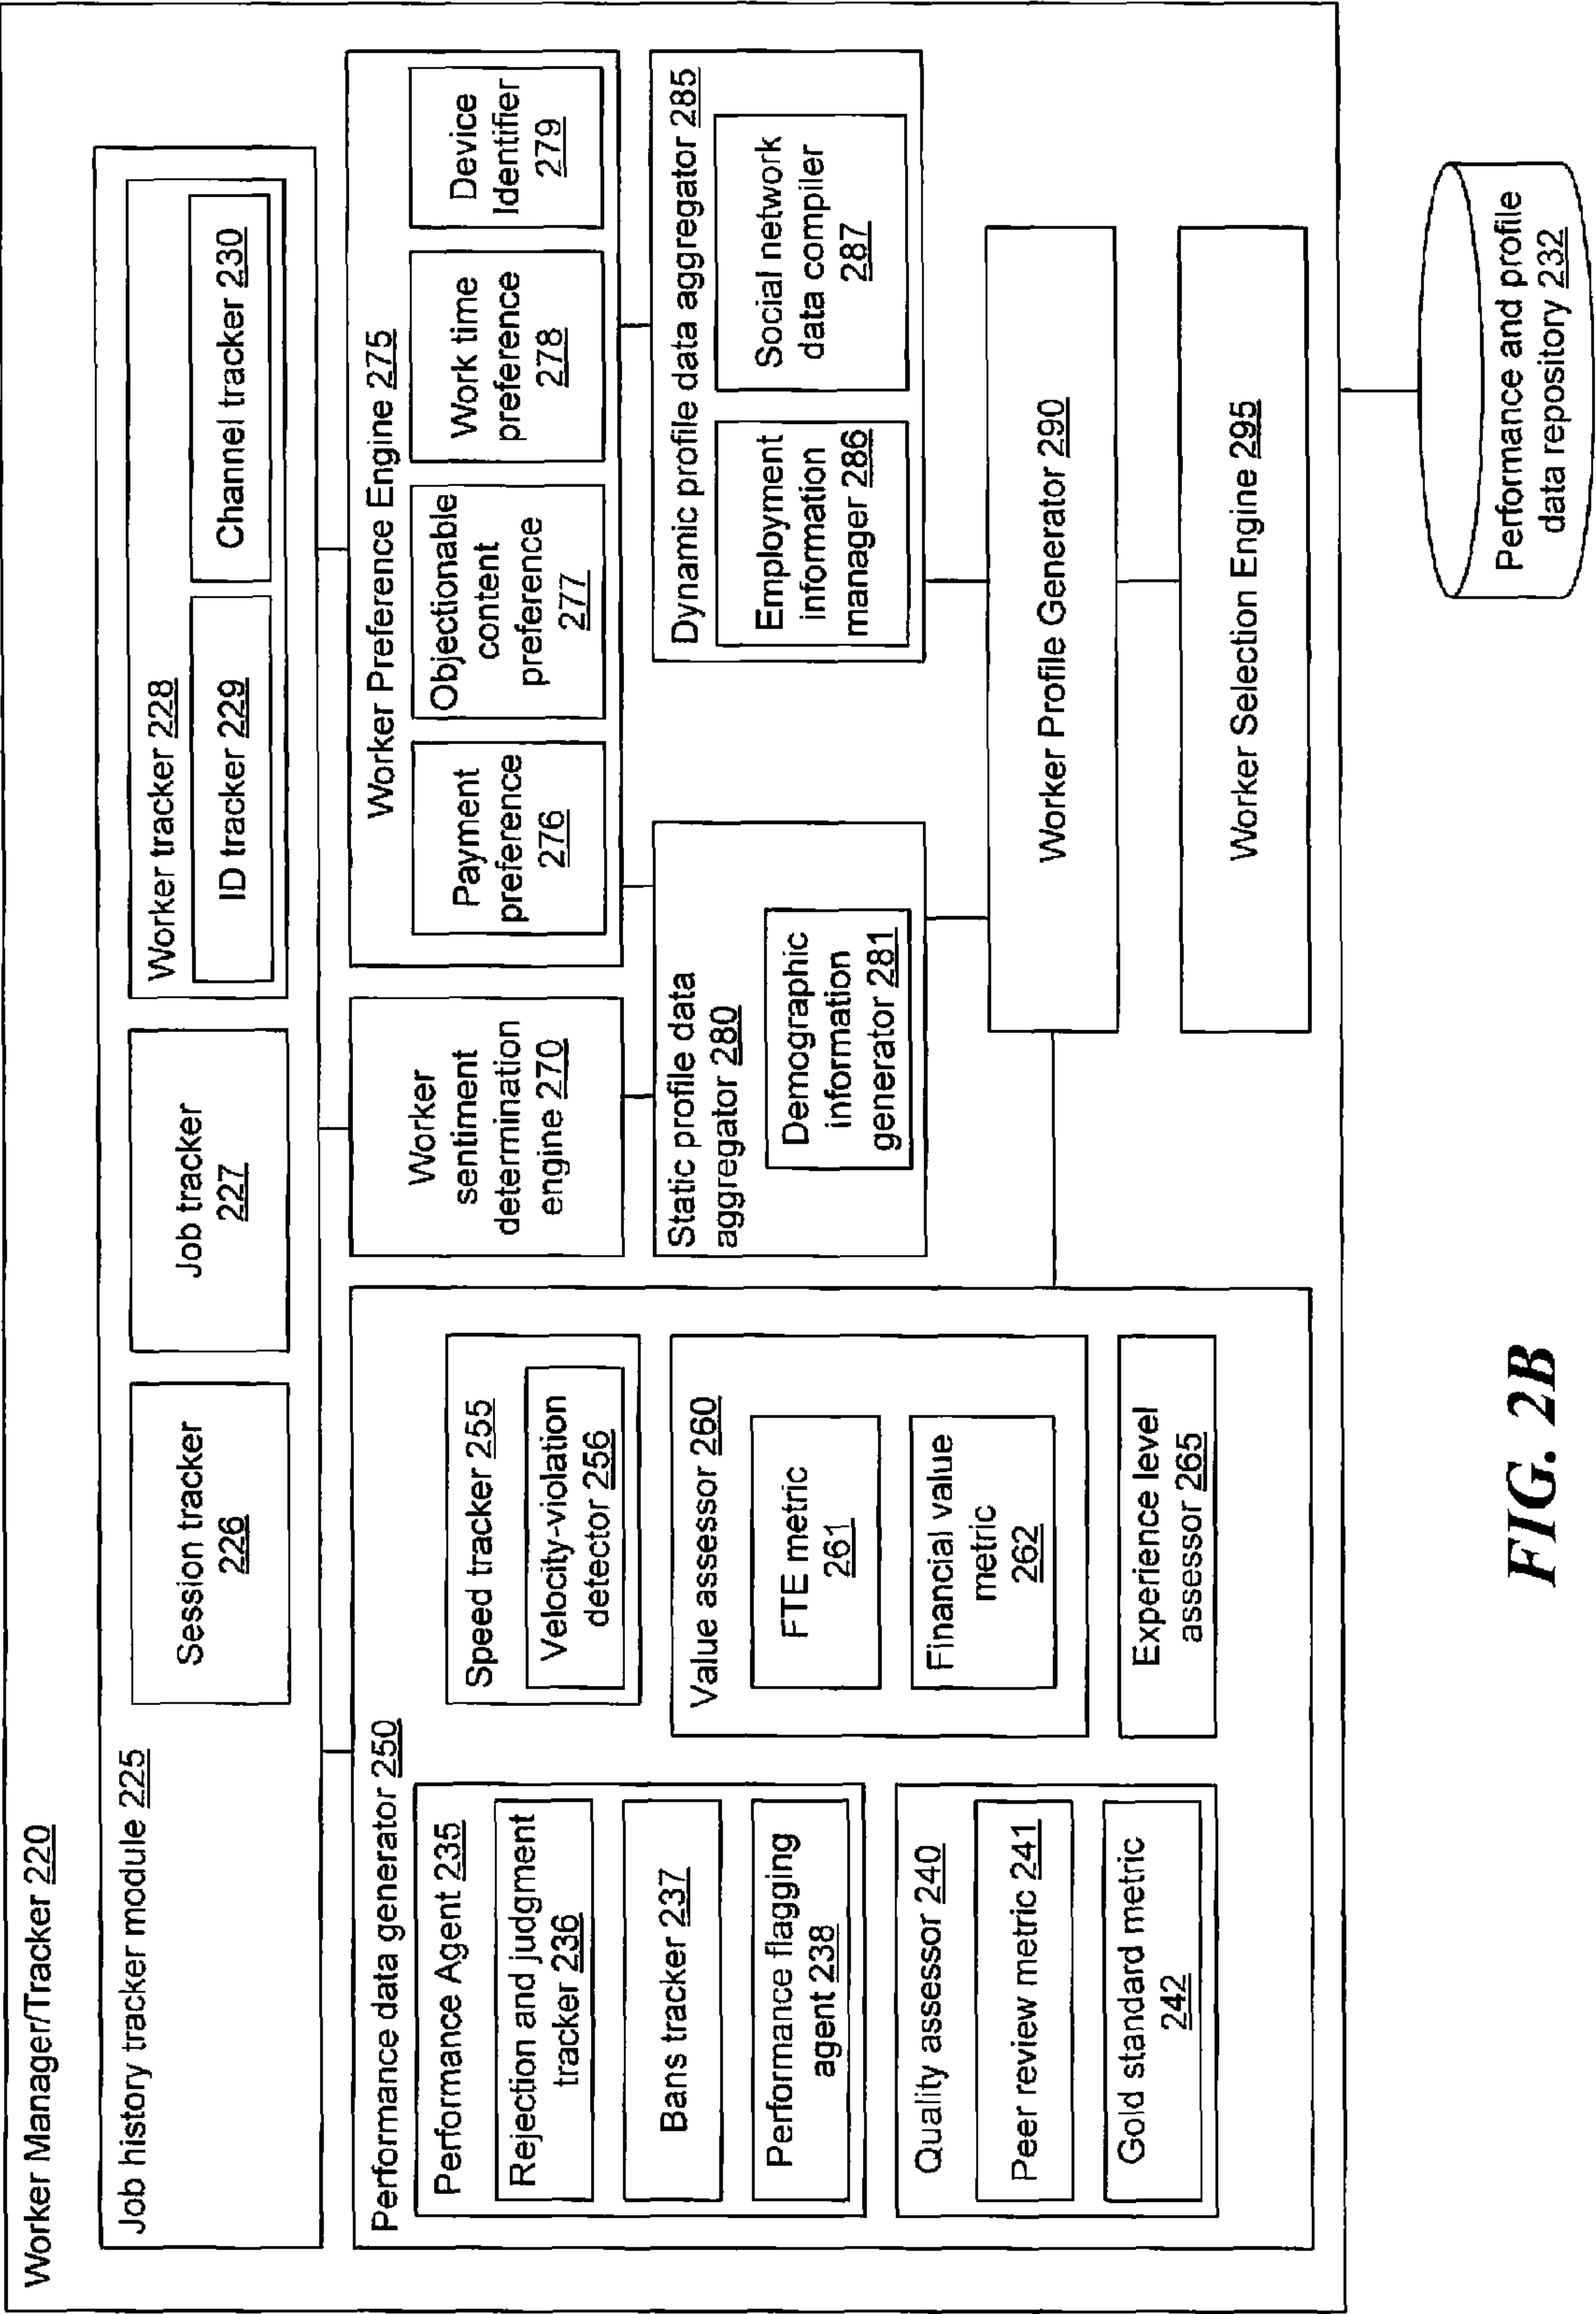 Worker Manager/Tracker 220
Job history tracker module 225
Session tracker
226
Job tracker
227
Worker tracker 228
ID tracker 229
Channel tracker 230
Performance data generator 250
Performance Agent 235
Rejection and judgment
tracker 236
Bans tracker 237
Performance flagging
agent 238
Quality assessor 240
Peer review metric 241
Gold standard metric
242
Speed tracker 255
Velocity-violation
detector 256
Value assessor 260
FTE metric
261
Financial value
metric
262
Experience level
assessor 265
Worker
sentiment
determination
engine 270
Worker Preference Engine 275
Payment
preference
276
Objectionable
content
preference
277
Work time
preference
278
Device
Identifier
279
Static profile data
aggregator 280
Demographic
information
generator 281
Dynamic profile data aggregator 285
Employment
information
manager 286
Social network
data compiler
287
Worker Profile Generator 290
Worker Selection Engine 295
Performance and profile
data repository 232
FIG. 2B